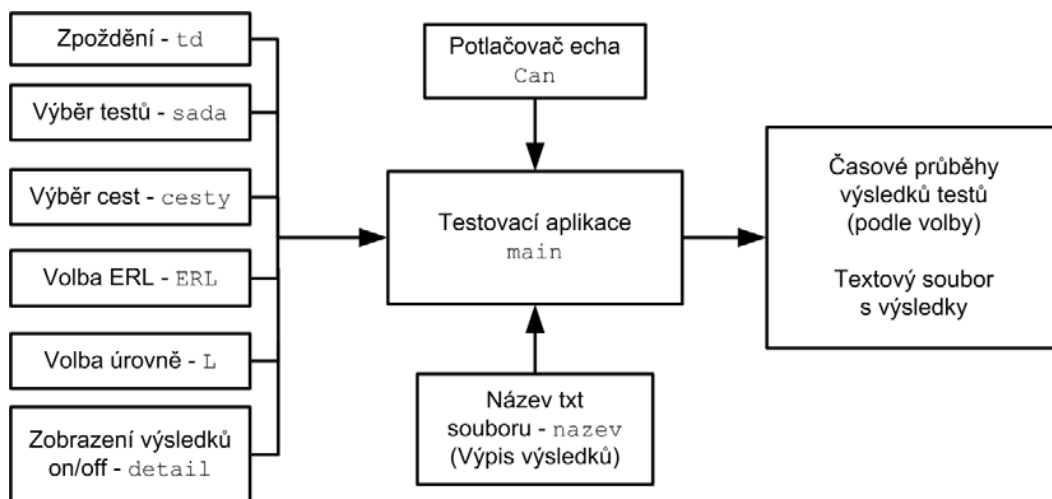 Zpoždění - td
Výběr testů - sada
Výběr cest - cesty
Volba ERL - ERL
Volba úrovně - L
Zobrazení výsledků
on/off - detail
Potlačovač echa
Can
Testovací aplikace
main
Název txt
souboru - nazev
(Výpis výsledků)
Časové průběhy
výsledků testů
(podle volby)
Textový soubor
s výsledky